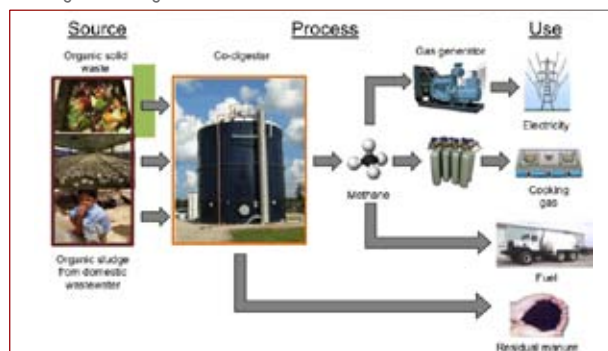 Source
Process
Use
Organic solid
waste
Co-digester
Gas generator
Electricity
Methane
Cooking
gas
Organic sludge
from domestic
wastewater
Fuel
Residual manure